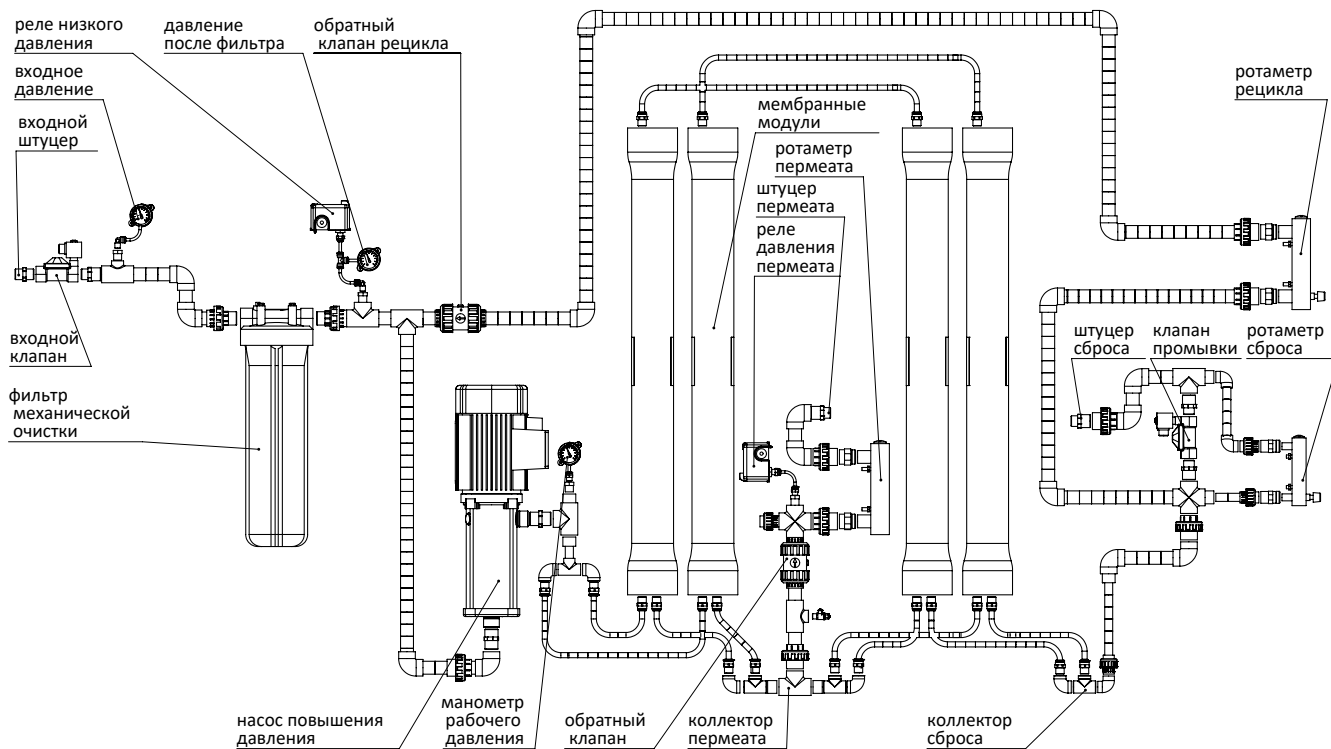 реле низкого
давления
давление
после фильтра
обратный
клапан рецикла
входное
давление
входной
штуцер
мембранные
модули
ротаметр
рецикла
ротаметр
пермеата
штуцер
пермеата
реле
давления
пермеата
входной
клапан
штуцер
сброса
клапан
промывки
ротаметр
сброса
фильтр
механической
очистки
насос повышения
давления
манометр
рабочего
давления
обратный
клапан
коллектор
пермеата
коллектор
сброса